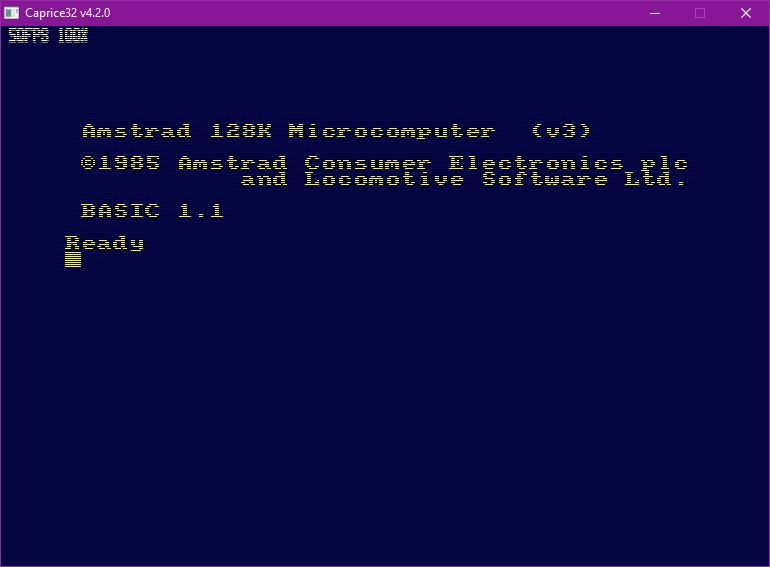 Caprice32 v4.2.0
50FPS 100%
Amstrad 128K Microcomputer (v3)
©1985 Amstrad Consumer Electronics plc
and Locomotive Software Ltd.
BASIC 1.1
Ready